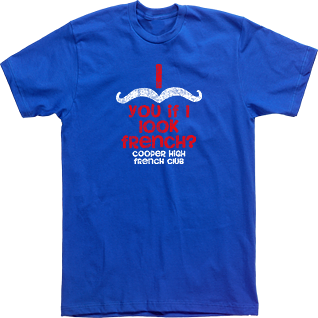 I
YOU IF I
LOOK
FRENCH?
COOPER HIGH
FRENCH CLUB